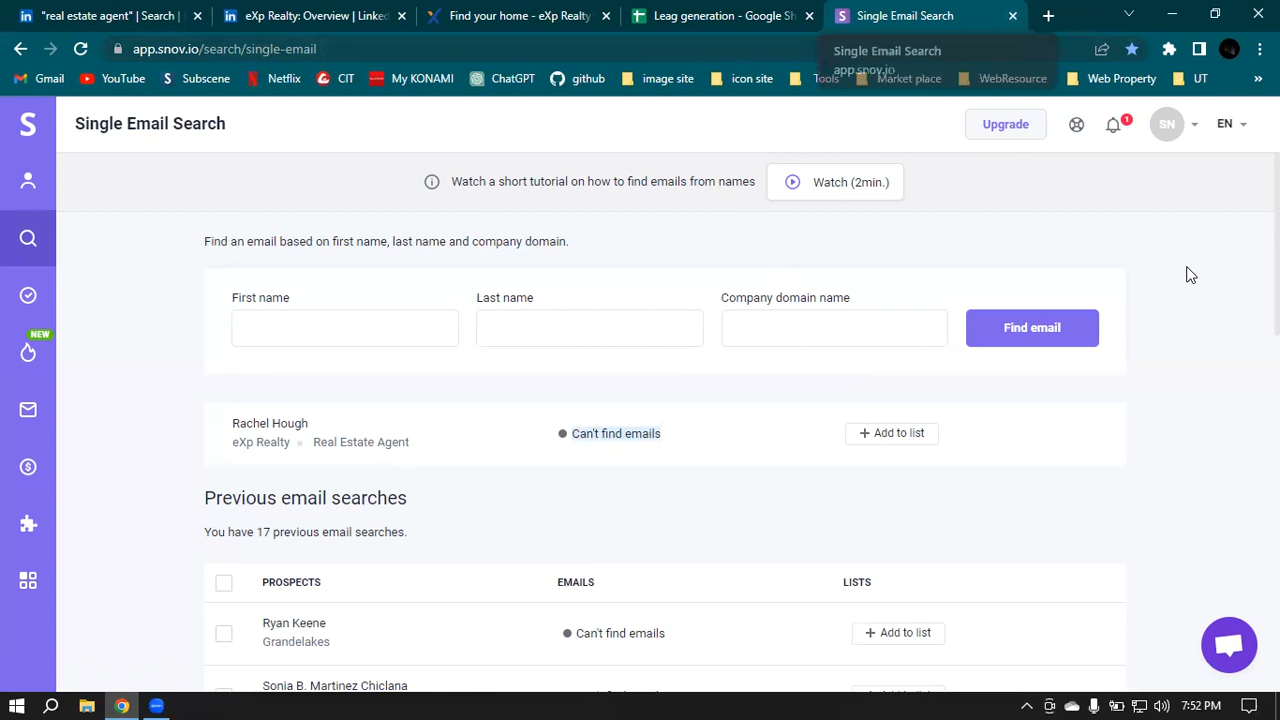 "real estate agent" | Search |
eXp Realty: Overview | Linked
Find your home - eXp Realty
Leag generation - Google Sh
Single Email Search
app.snov.io/search/single-email
Single Email Search
app.snov.io
Gmail
YouTube
Subscene
Netflix
CIT
My KONAMI
ChatGPT
github
image site
icon site
Tools
Market place
WebResource
Web Property
UT
»
Single Email Search
Upgrade
1
SN
EN
Watch a short tutorial on how to find emails from names
Watch (2min.)
Find an email based on first name, last name and company domain.
First name
Last name
Company domain name
Find email
NEW
Rachel Hough
eXp Realty
Real Estate Agent
Can't find emails
+ Add to list
Previous email searches
You have 17 previous email searches.
PROSPECTS
EMAILS
LISTS
Ryan Keene
Grandelakes
Can't find emails
+ Add to list
Sonia B. Martinez Chiclana
7:52 PM